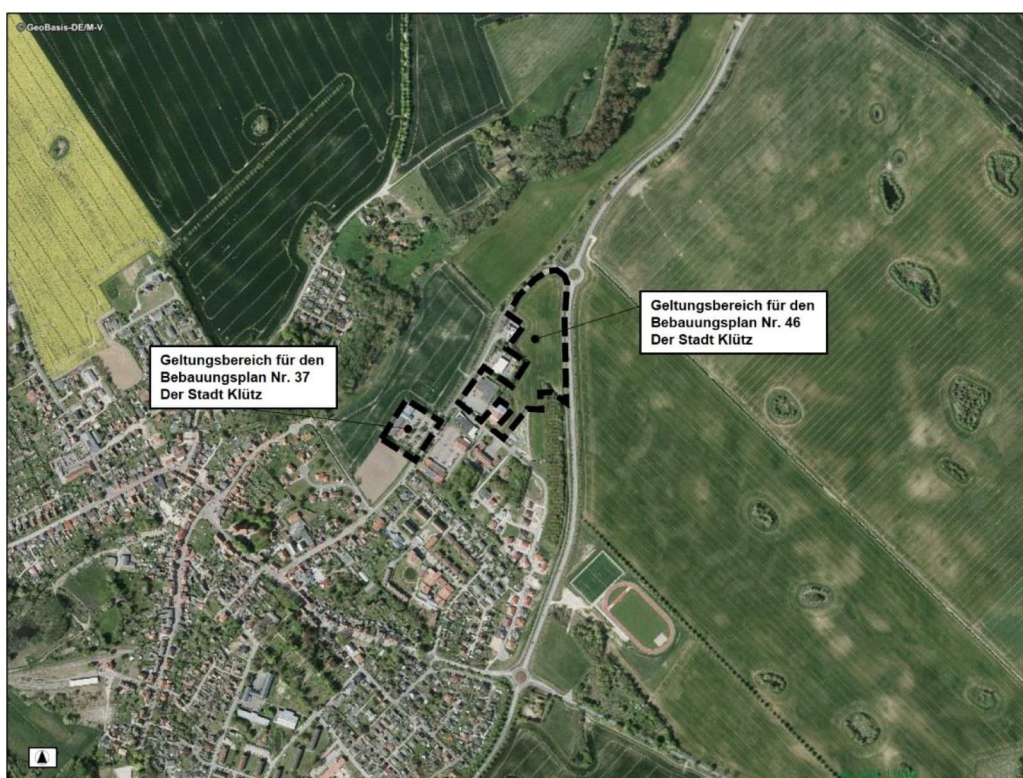 © GeoBasis-DE/M-V
Geltungsbereich für den
Bebauungsplan Nr. 46
Der Stadt Klütz
Geltungsbereich für den
Bebauungsplan Nr. 37
Der Stadt Klütz